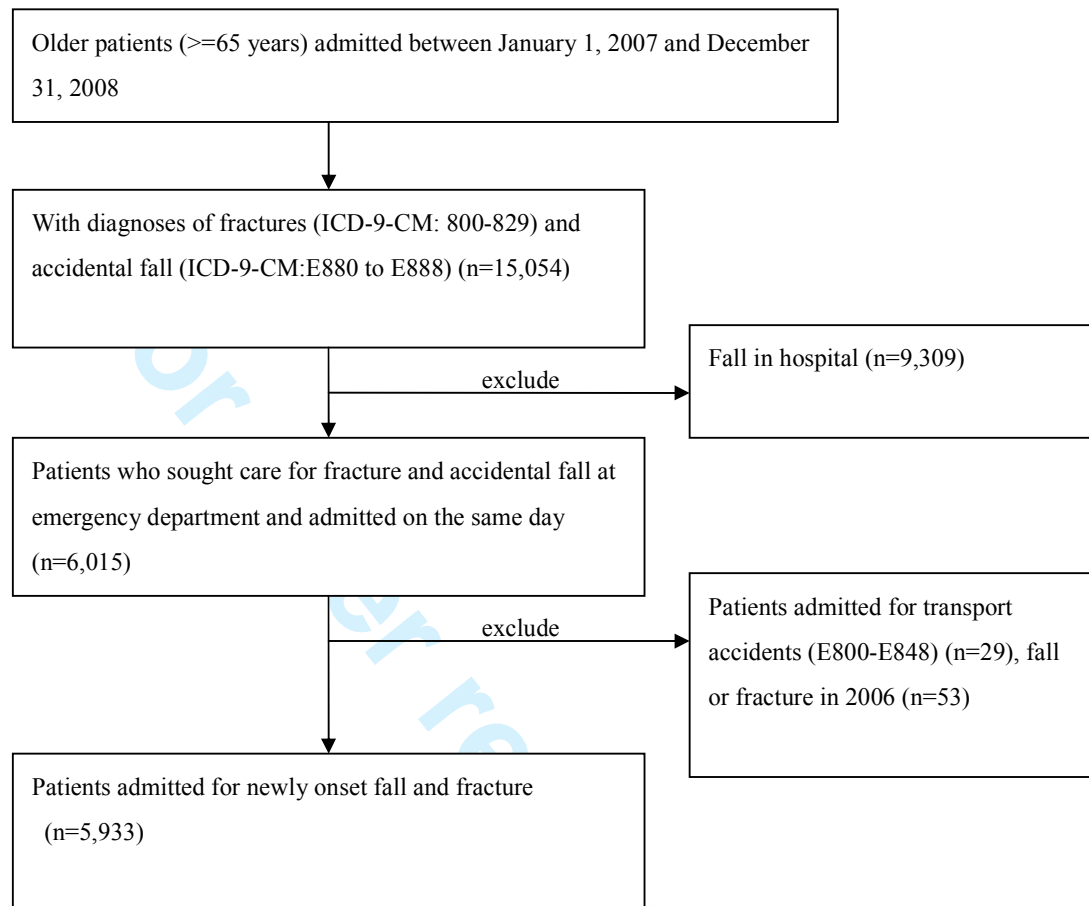 Older patients (>=65 years) admitted between January 1, 2007 and December
31, 2008
With diagnoses of fractures (ICD-9-CM: 800-829) and
accidental fall (ICD-9-CM:E880 to E888) (n=15,054)
exclude
Fall in hospital (n=9,309)
Patients who sought care for fracture and accidental fall at
emergency department and admitted on the same day
(n=6,015)
exclude
Patients admitted for transport
accidents (E800-E848) (n=29), fall
or fracture in 2006 (n=53)
Patients admitted for newly onset fall and fracture
(n=5,933)